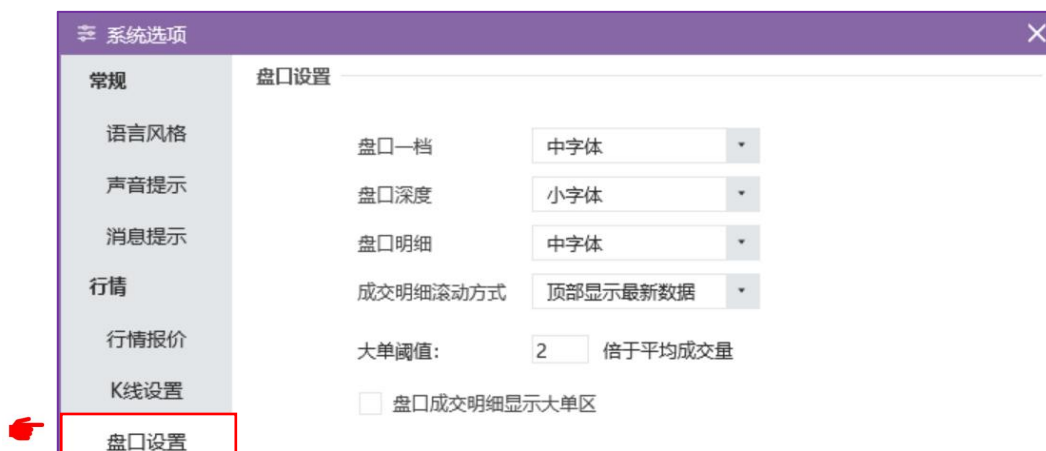 系统选项
常规
语言风格
声音提示
消息提示
行情
行情报价
K线设置
盘口设置
盘口设置
盘口一档 中字体
盘口深度 小字体
盘口明细 中字体
成交明细滚动方式 顶部显示最新数据
大单阈值: 2 倍于平均成交量
盘口成交明细显示大单区